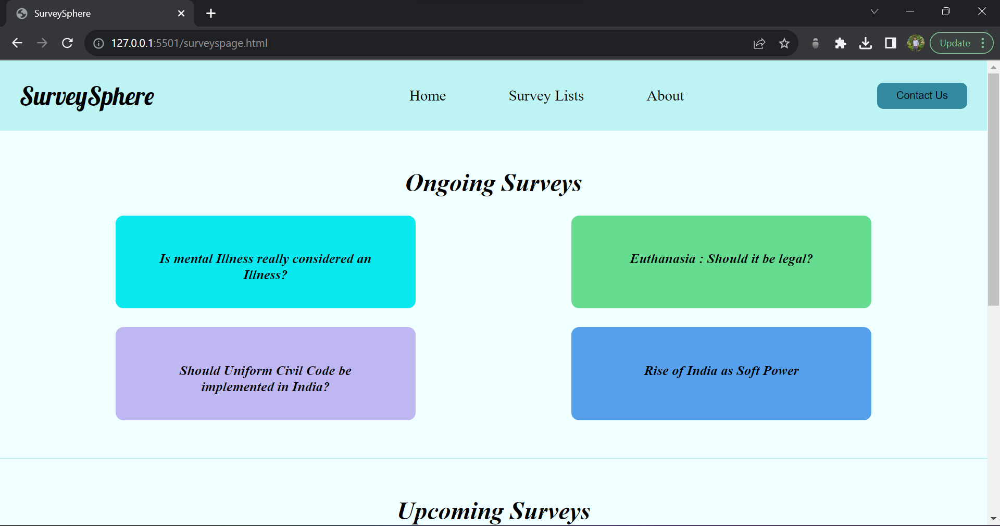 SurveySphere
127.0.0.1:5501/surveyspage.html
Update
SurveySphere
Home
Survey Lists
About
Contact Us
Ongoing Surveys
Is mental Illness really considered an
Illness?
Euthanasia : Should it be legal?
Should Uniform Civil Code be
implemented in India?
Rise of India as Soft Power
Upcoming Surveys